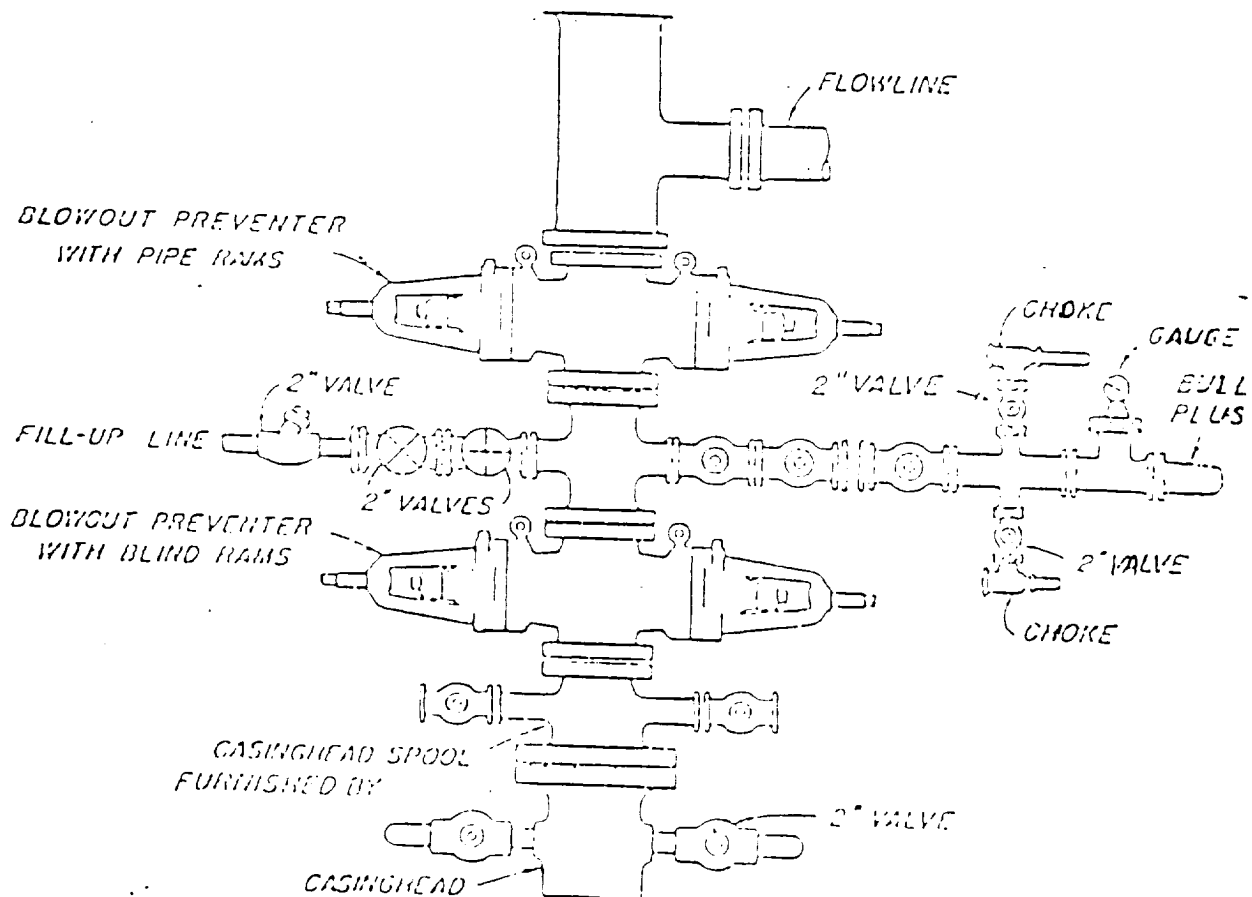 FLOWLINE
BLOWOUT PREVENTER
WITH PIPE RAMS
CHOKE
GAUGE
2" VALVE
2" VALVE
BULL
PLUG
FILL-UP LINE
2" VALVES
BLOWOUT PREVENTER
WITH BLIND RAMS
2" VALVE
CHOKE
CASINGHEAD SPOOL
FURNISHED BY
2" VALVE
CASINGHEAD